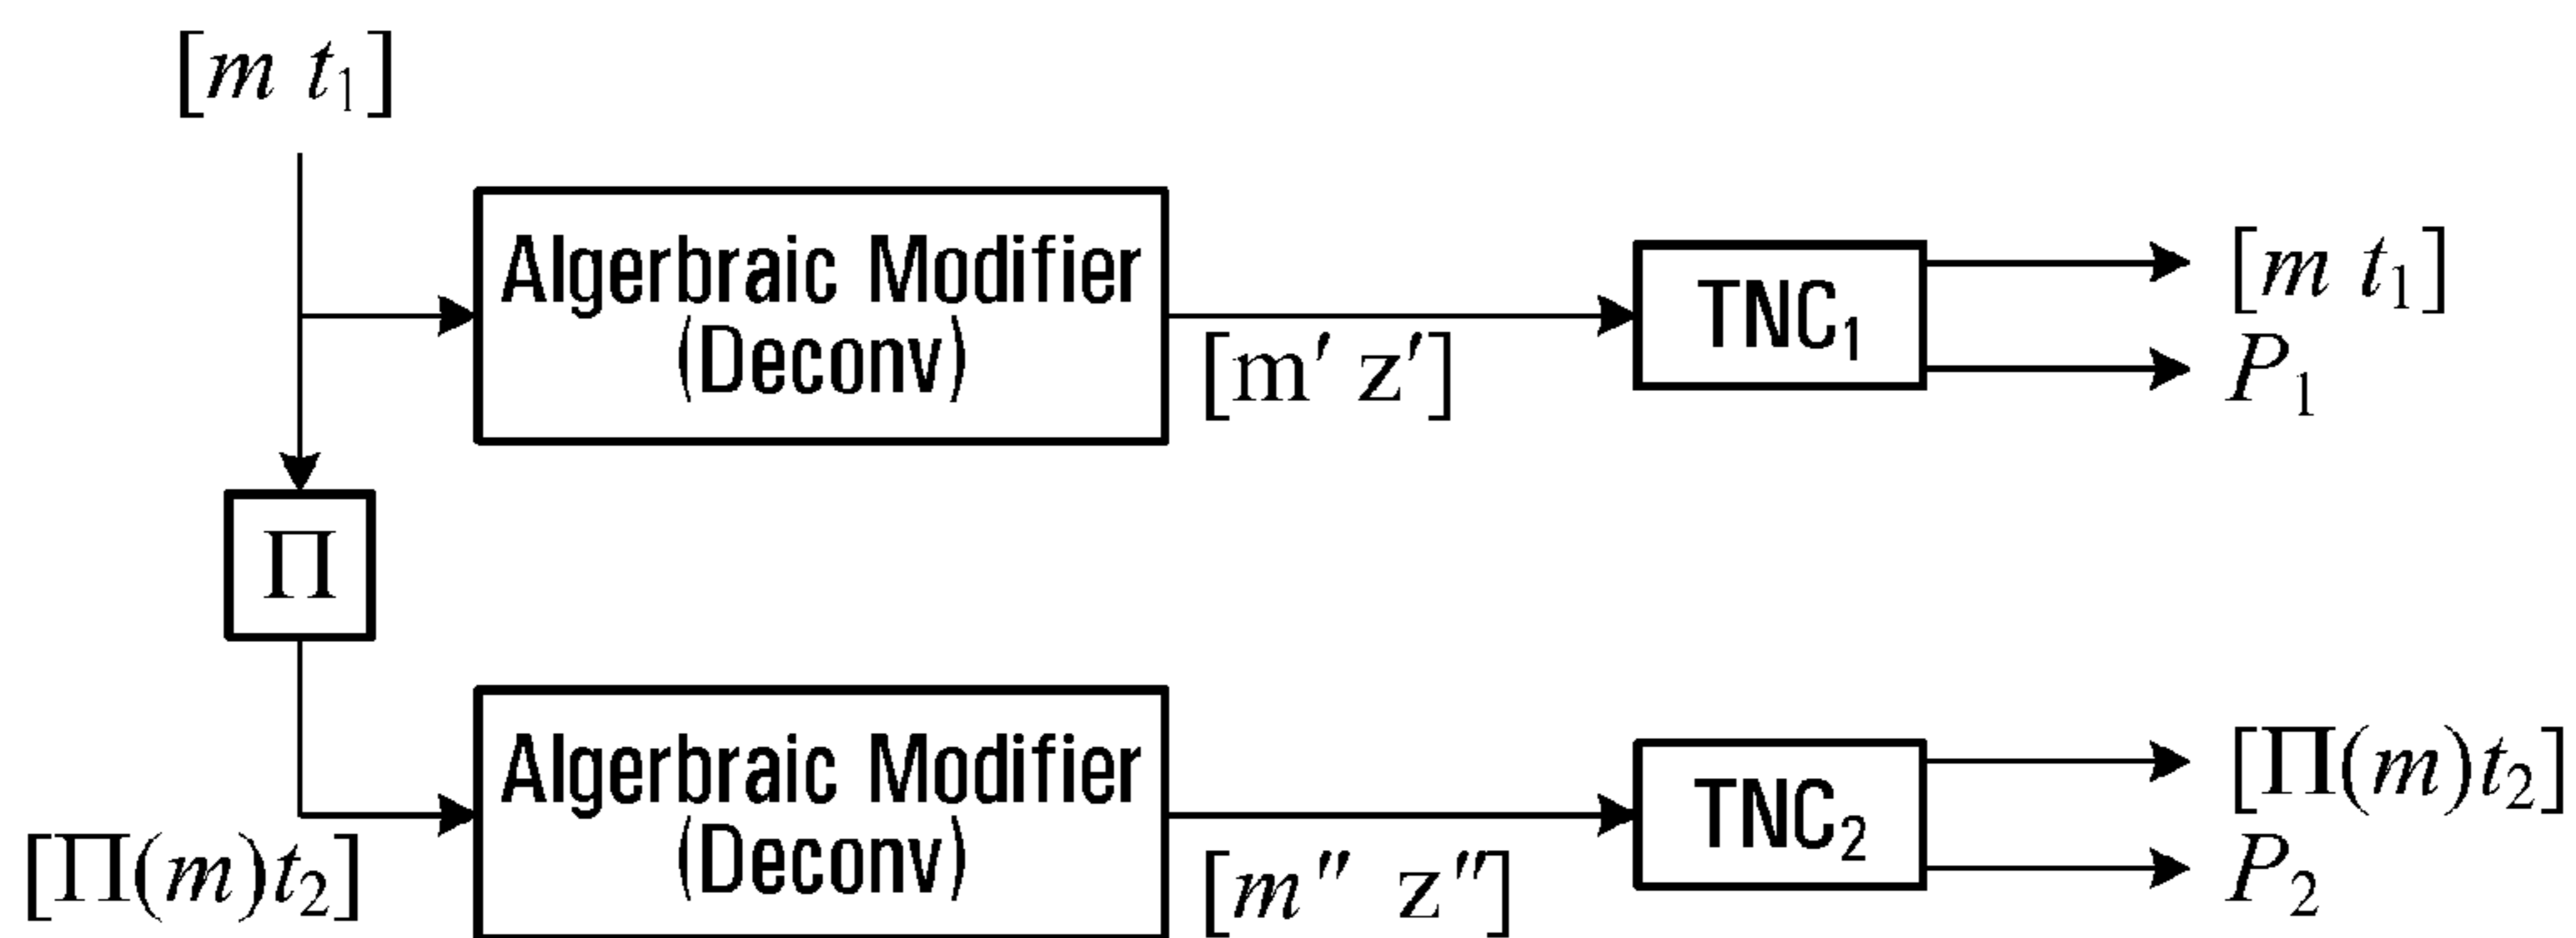 [m t₁]
Algerbraic Modifier
(Deconv)
[m′ z′]
TNC₁
[m t₁]
P₁
Π
Algerbraic Modifier
(Deconv)
[Π(m)t₂]
[m″ z″]
TNC₂
[Π(m)t₂]
P₂